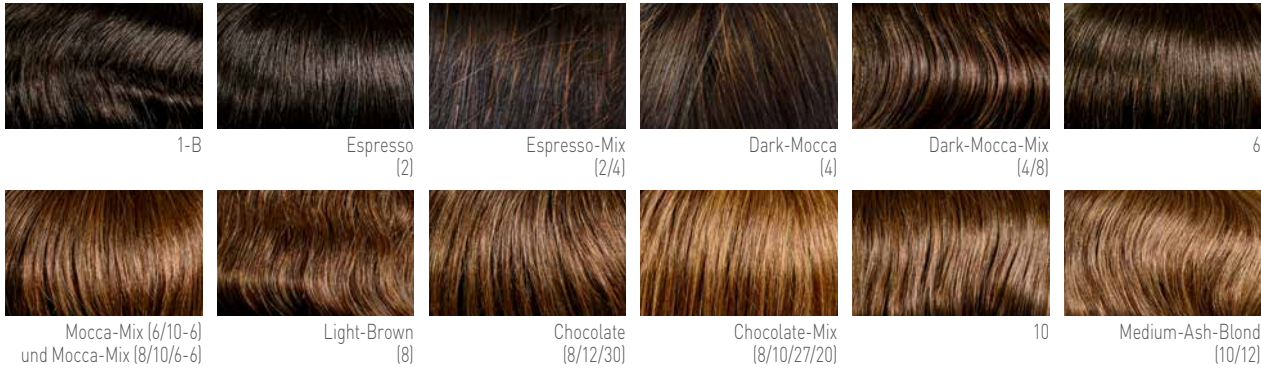 1-B
Espresso
(2)
Espresso-Mix
(2/4)
Dark-Mocca
(4)
Dark-Mocca-Mix
(4/8)
6
Mocca-Mix (6/10-6)
und Mocca-Mix (8/10/6-6)
Light-Brown
(8)
Chocolate
(8/12/30)
Chocolate-Mix
(8/10/27/20)
10
Medium-Ash-Blond
(10/12)